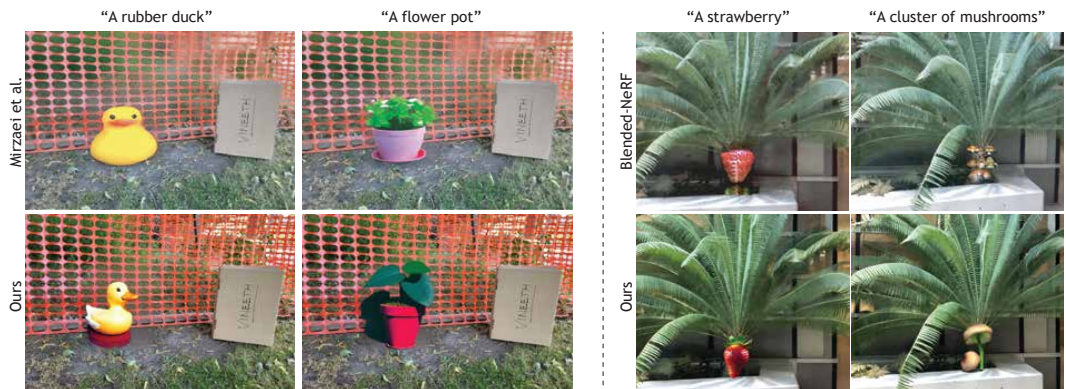 “A rubber duck”
“A flower pot”
“A strawberry”
“A cluster of mushrooms”
Mirzaei et al.
VINEETH
VINEETH
Blended-NeRF
Ours
VINEETH
VINEETH
Ours